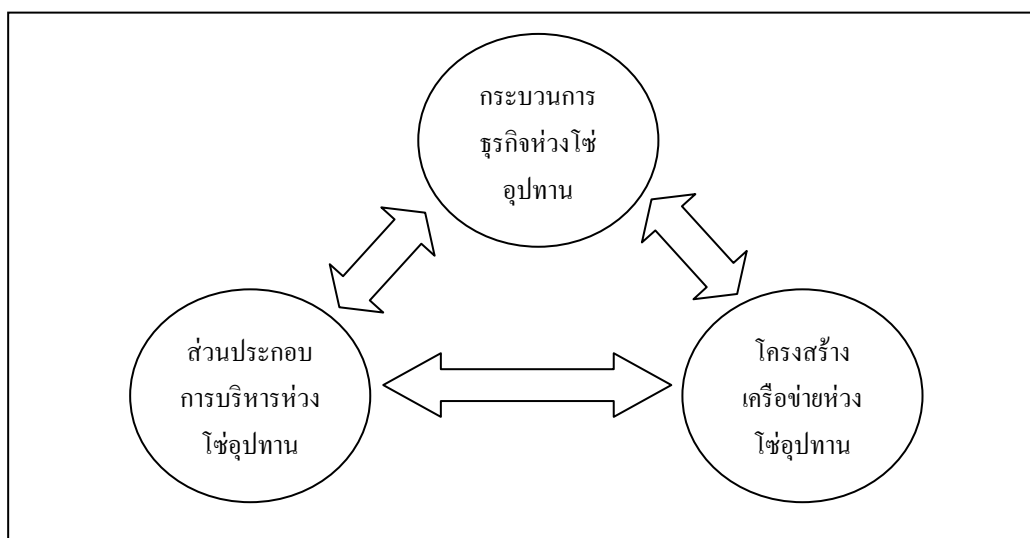 กระบวนการ
ธุรกิจห่วงโซ่
อุปทาน
ส่วนประกอบ
การบริหารห่วง
โซ่อุปทาน
โครงสร้าง
เครือข่ายห่วง
โซ่อุปทาน